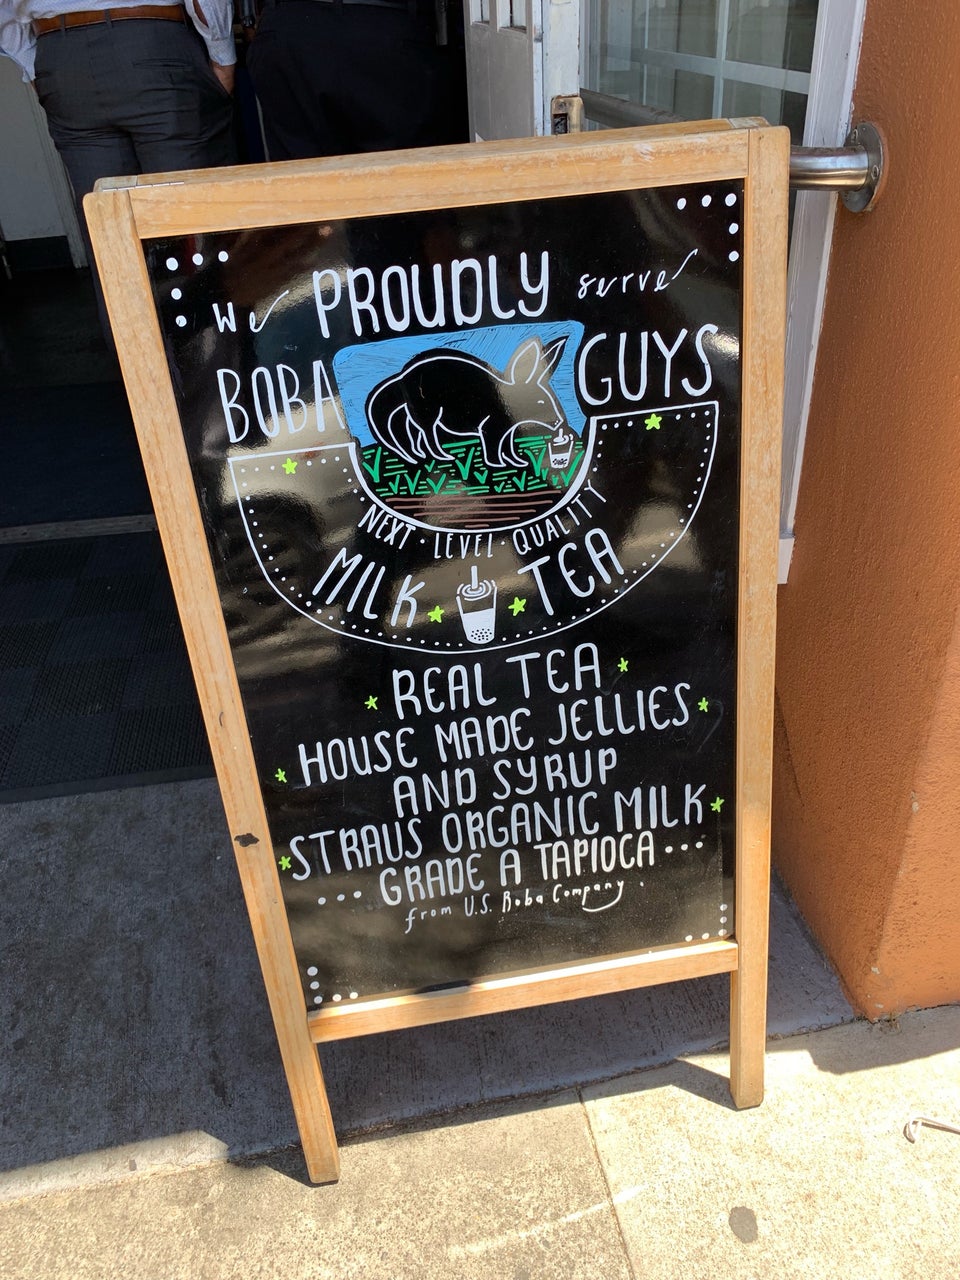 We PROUDLY serve
BOBA GUYS
NEXT · LEVEL · QUALITY
MILK TEA
REAL TEA
HOUSE MADE JELLIES
AND SYRUP
STRAUS ORGANIC MILK
... GRADE A TAPIOCA ...
from U.S. Boba Company.